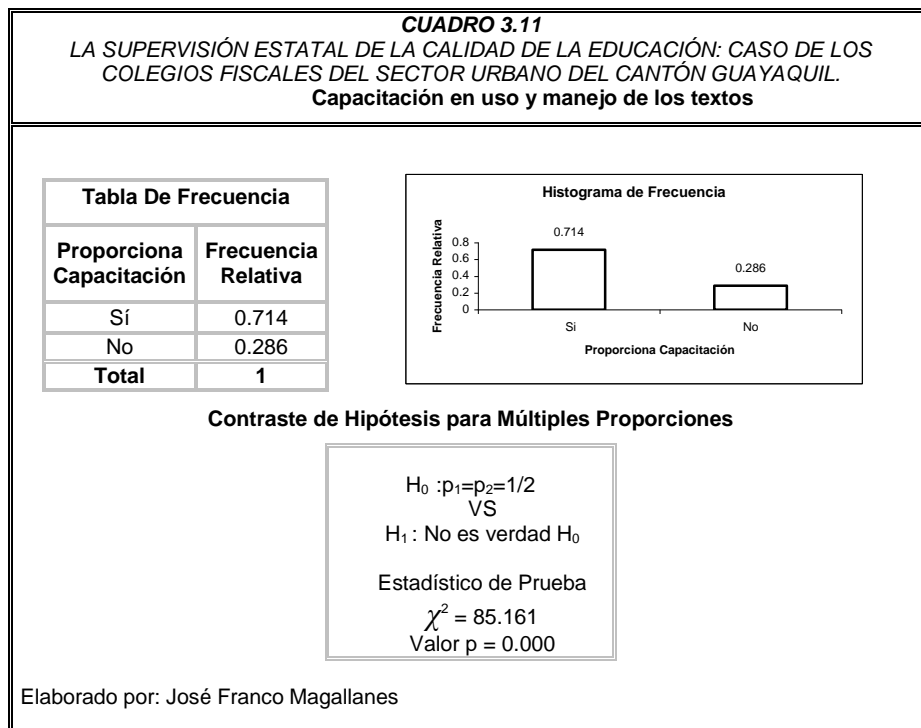 CUADRO 3.11
LA SUPERVISIÓN ESTATAL DE LA CALIDAD DE LA EDUCACIÓN: CASO DE LOS
COLEGIOS FISCALES DEL SECTOR URBANO DEL CANTÓN GUAYAQUIL.
Capacitación en uso y manejo de los textos
Tabla De Frecuencia
Proporciona Capacitación Frecuencia Relativa
Sí 0.714
No 0.286
Total 1
Histograma de Frecuencia
Frecuencia Relativa
0.8
0.6
0.4
0.2
0
0.714
0.286
Si No
Proporciona Capacitación
Contraste de Hipótesis para Múltiples Proporciones
H₀ :p₁=p₂=1/2
VS
H₁ : No es verdad H₀
Estadístico de Prueba
χ² = 85.161
Valor p = 0.000
Elaborado por: José Franco Magallanes